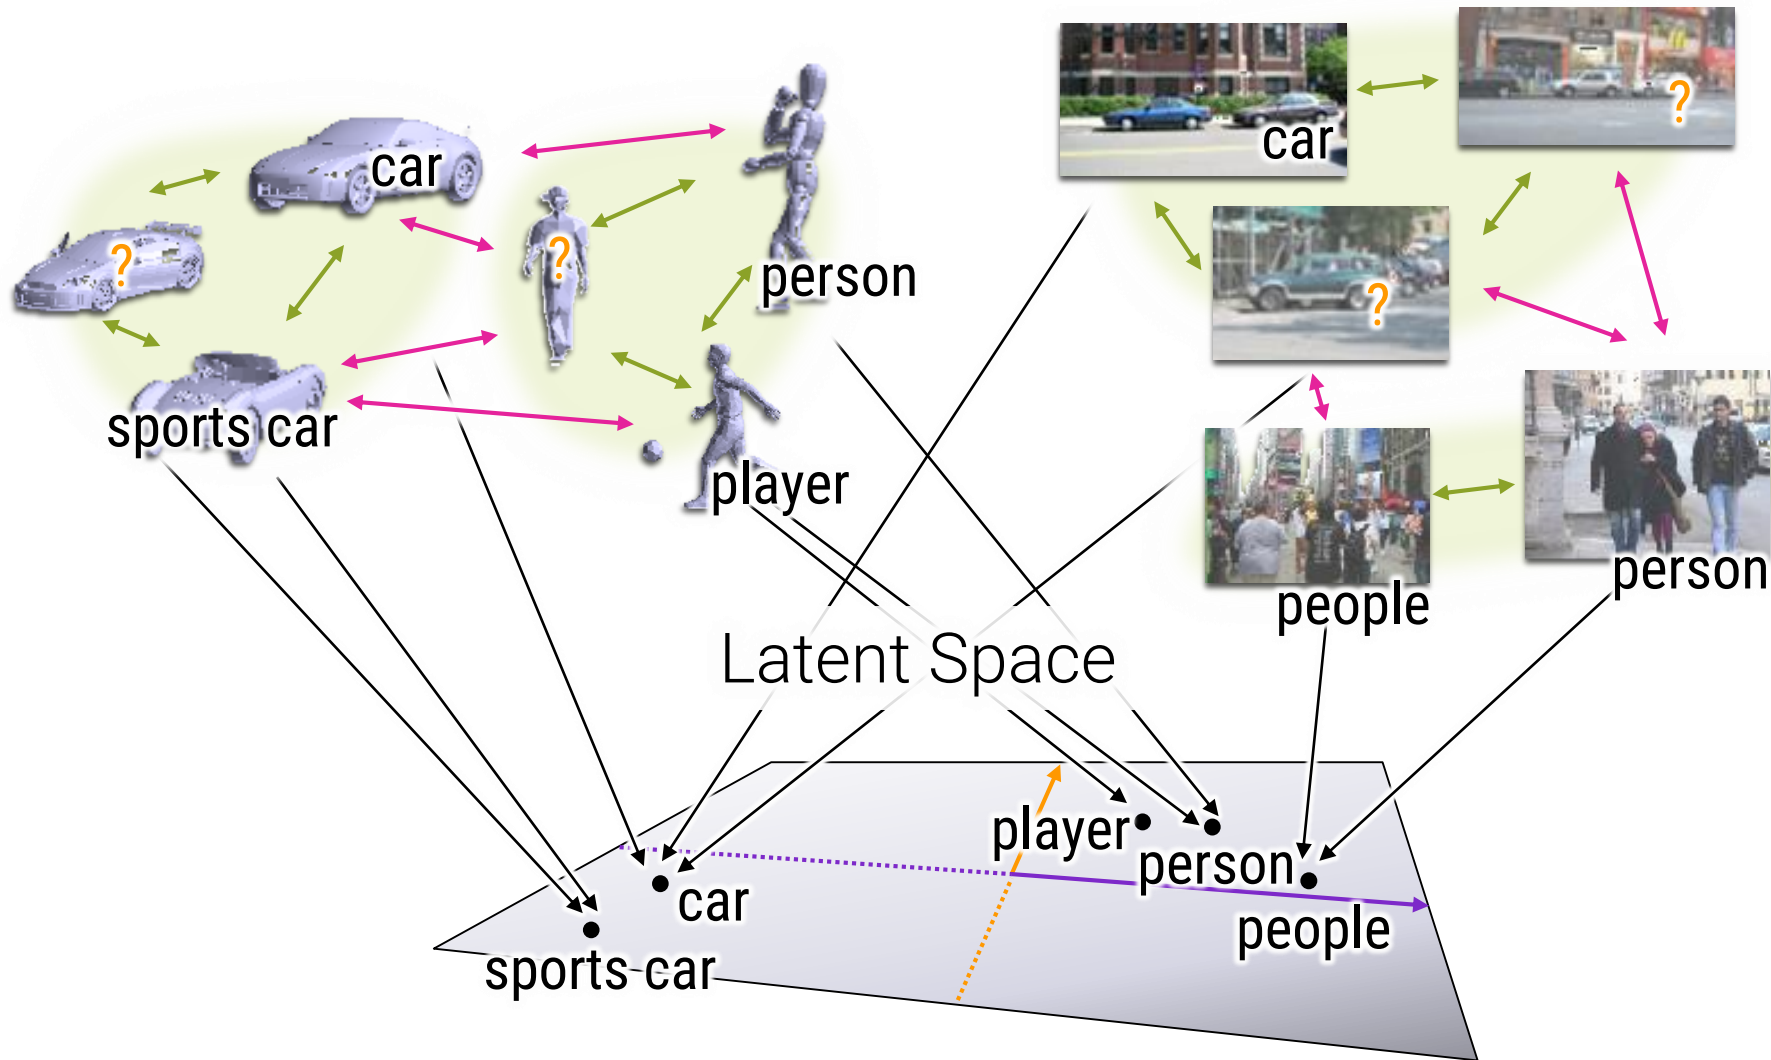 car
?
?
person
sports car
player
car
?
?
people
person
Latent Space
player
person
car
people
sports car